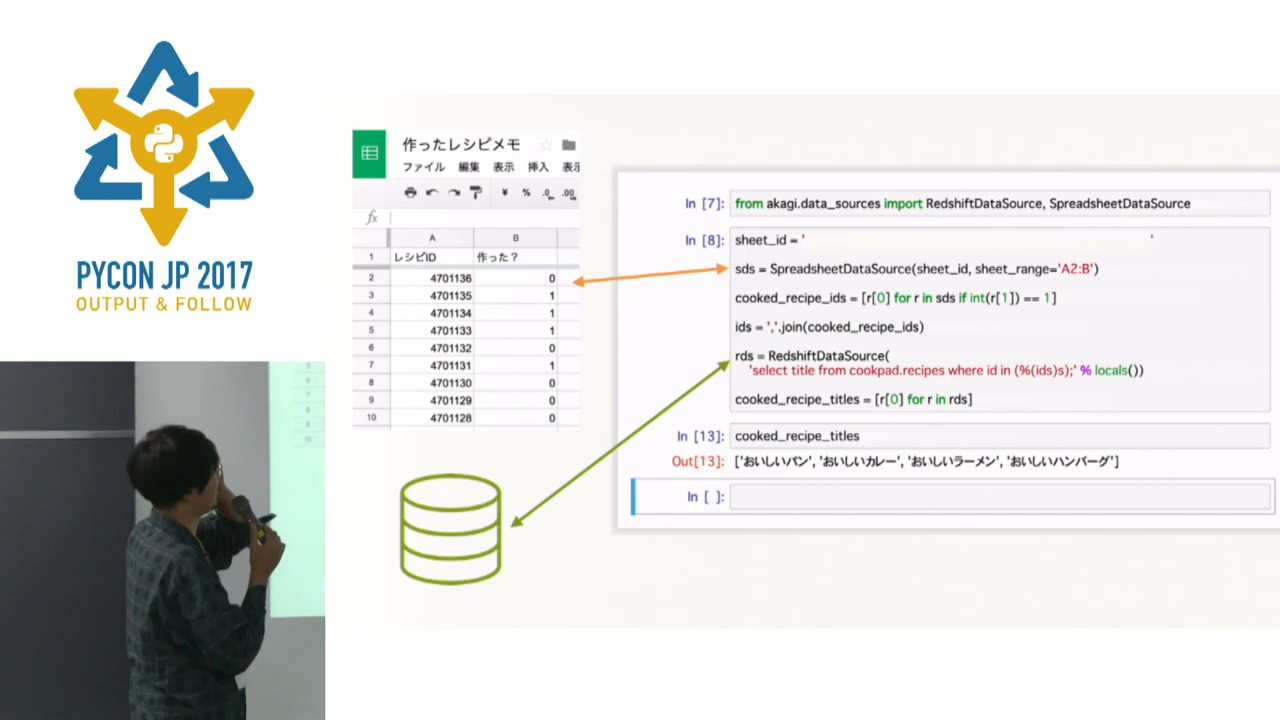 PYCON JP 2017
OUTPUT & FOLLOW
作ったレシピメモ
ファイル 編集 表示 挿入 表示
¥ % .0 .00
fx
A B
1 レシピID 作った？
2 4701136 0
3 4701135 1
4 4701134 1
5 4701133 1
6 4701132 0
7 4701131 1
8 4701130 0
9 4701129 0
10 4701128 0
In [7]: from akagi.data_sources import RedshiftDataSource, SpreadsheetDataSource
In [8]: sheet_id = ' '
sds = SpreadsheetDataSource(sheet_id, sheet_range='A2:B')
cooked_recipe_ids = [r[0] for r in sds if int(r[1]) == 1]
ids = ','.join(cooked_recipe_ids)
rds = RedshiftDataSource(
'select title from cookpad.recipes where id in (%(ids)s);' % locals())
cooked_recipe_titles = [r[0] for r in rds]
In [13]: cooked_recipe_titles
Out[13]: ['おいしいパン', 'おいしいカレー', 'おいしいラーメン', 'おいしいハンバーグ']
In [ ]: